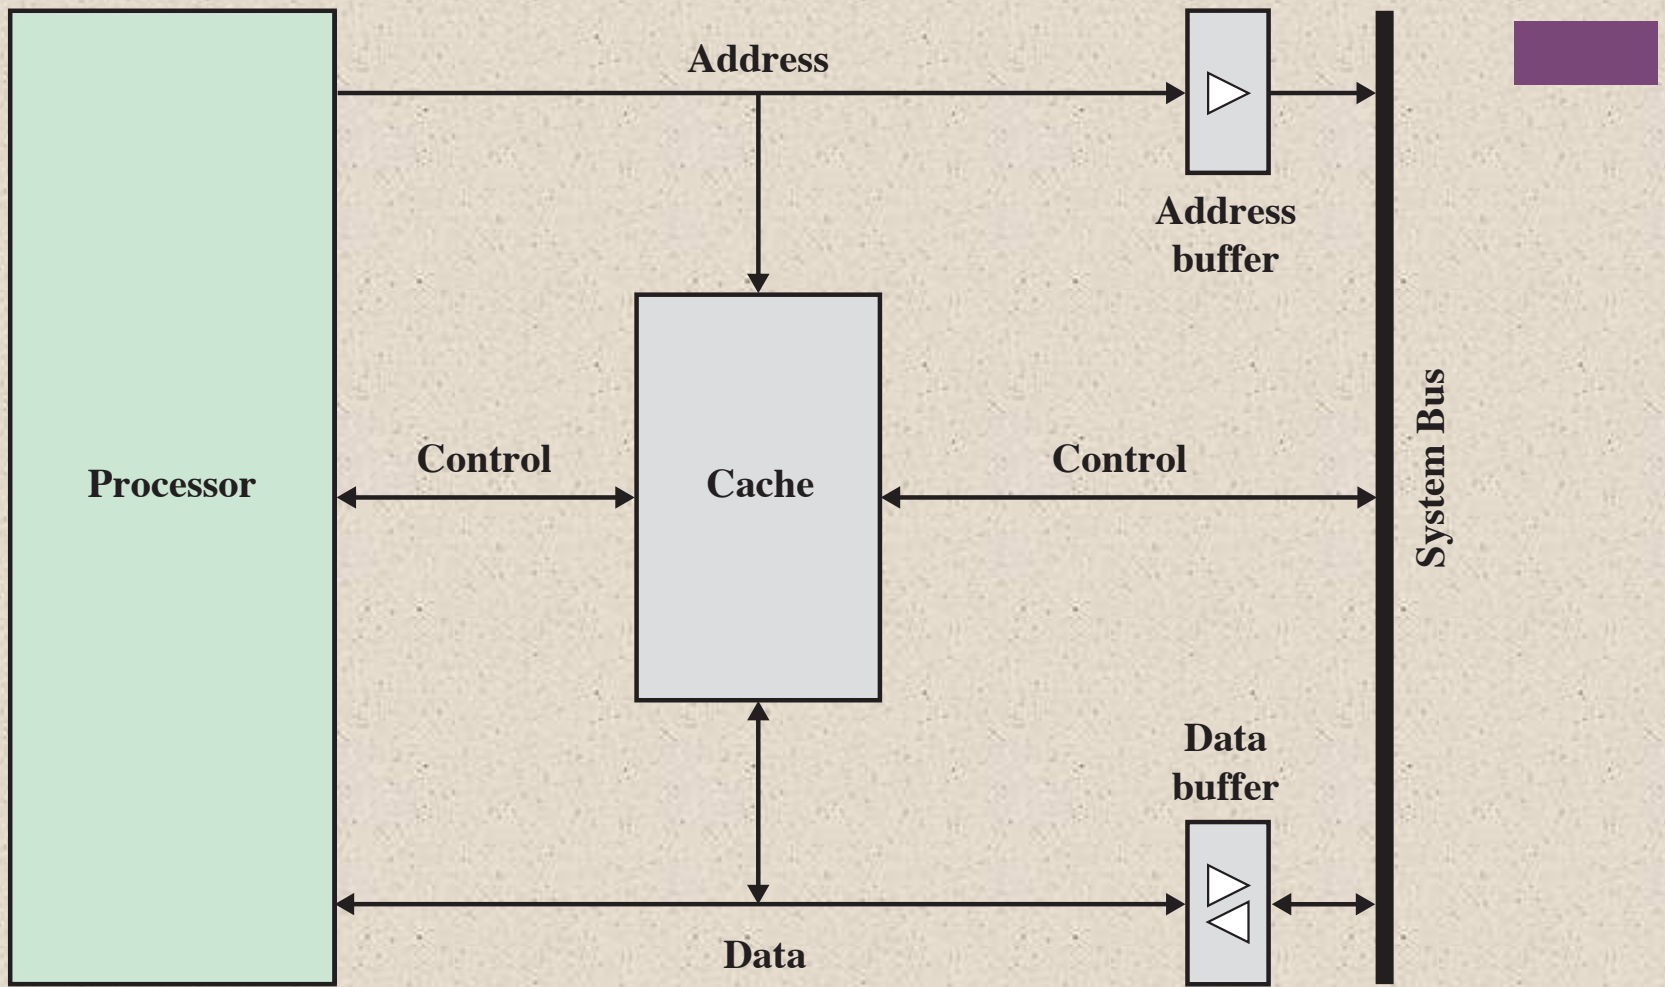 Address
Address
buffer
Control
Control
Processor
Cache
System Bus
Data
buffer
Data